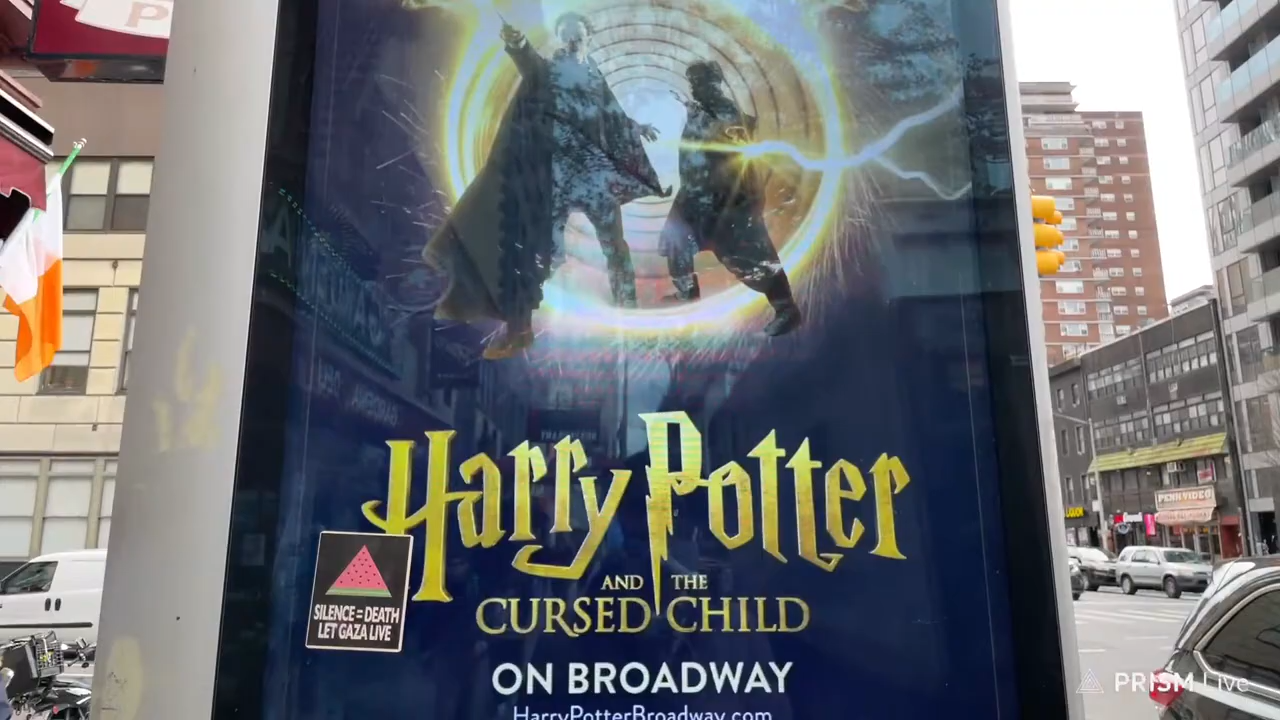 P
Harry Potter
AND THE
CURSED CHILD
SILENCE = DEATH
LET GAZA LIVE
ON BROADWAY
HarryPotterBroadway.com
LIQUOR
PENN VIDEO
PRISM Live